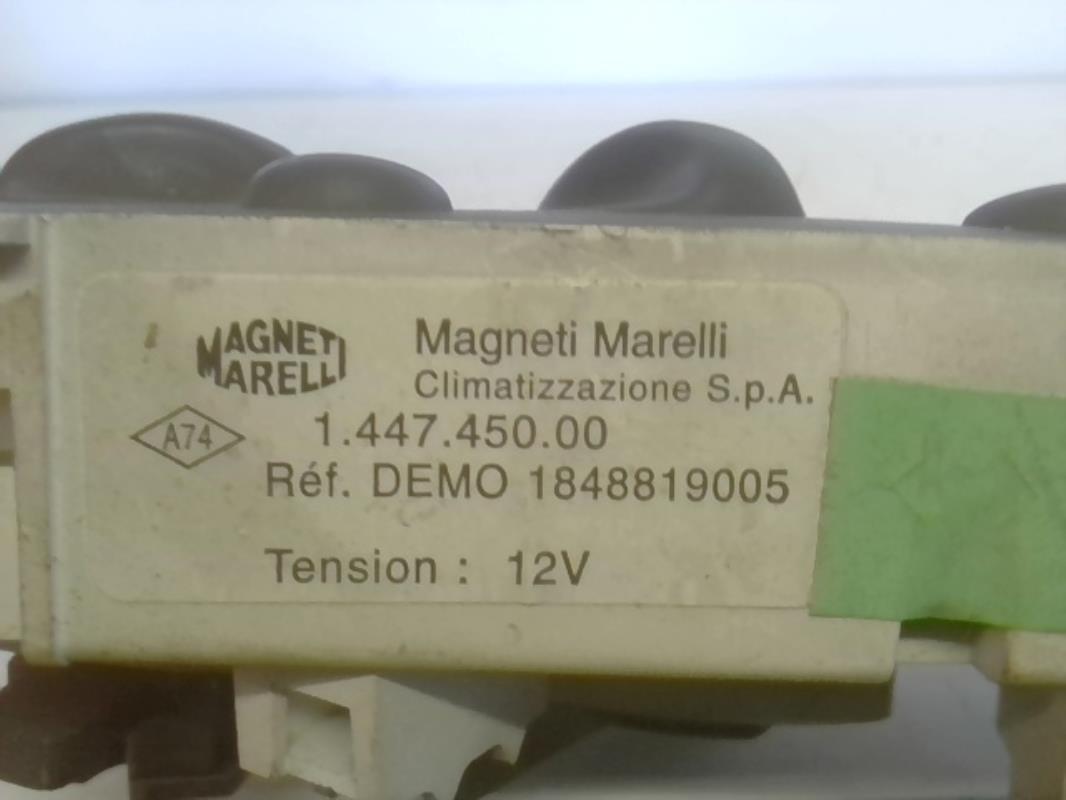 MAGNETI
MARELLI
Magneti Marelli
Climatizzazione S.p.A.
A74
1.447.450.00
Réf. DEMO 1848819005
Tension : 12V